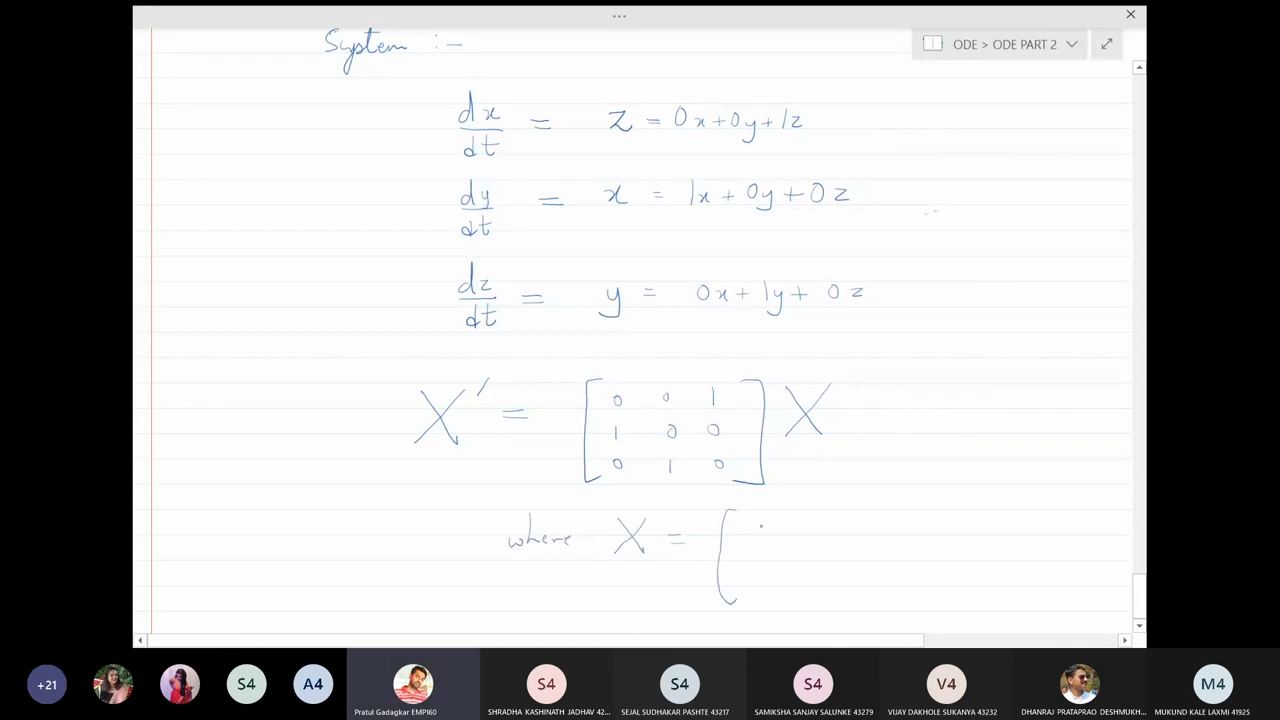 ...
ODE > ODE PART 2
System :-
dx/dt = z = 0x+0y+1z
dy/dt = x = 1x + 0y + 0z
dz/dt = y = 0x + 1y + 0z
X' = [ 0 0 1
1 0 0
0 1 0 ] X
where X = [
+21
S4
A4
S4
S4
S4
V4
M4
Pratul Gadagkar EMP160
SHRADHA KASHINATH JADHAV 42...
SEJAL SUDHAKAR PASHTE 43217
SAMIKSHA SANJAY SALUNKE 43279
VIJAY DAKHOLE SUKANYA 43232
DHANRAJ PRATAPRAO DESHMUKH...
MUKUND KALE LAXMI 41925